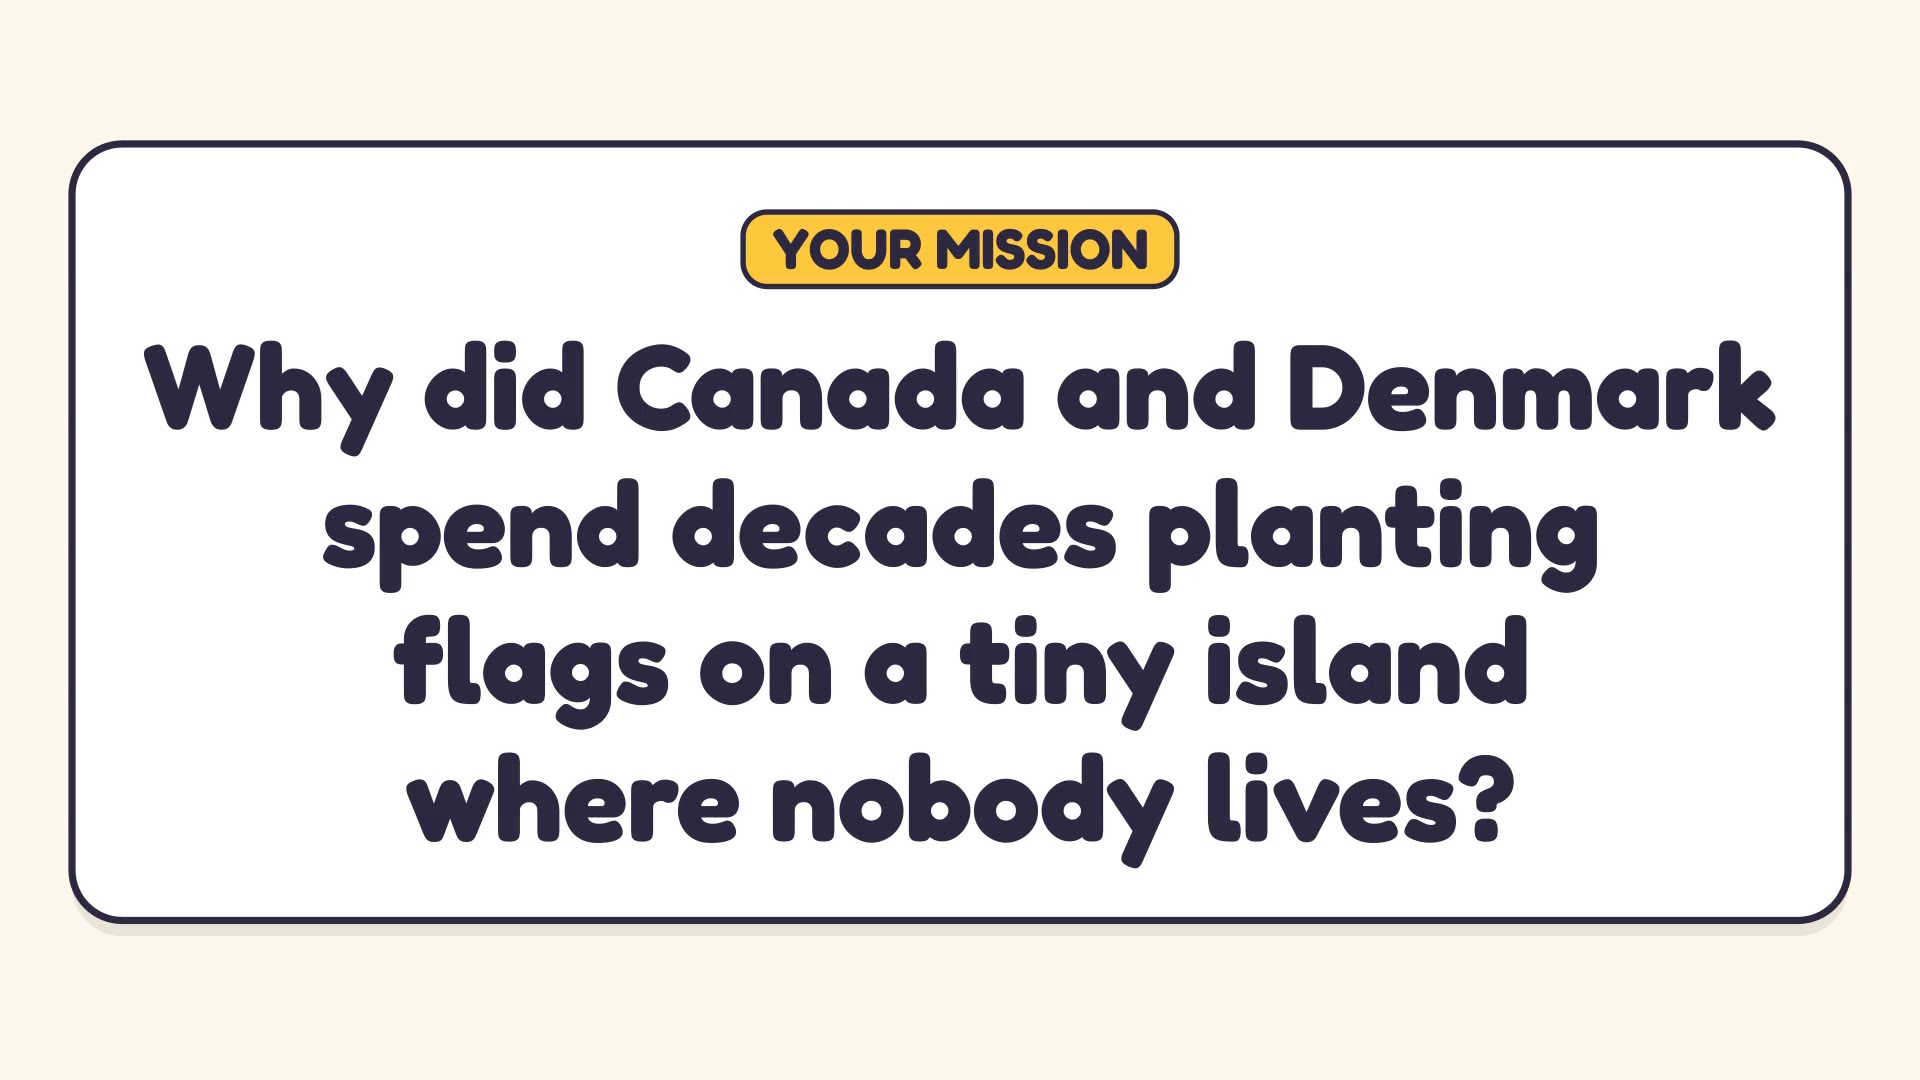 YOUR MISSION
Why did Canada and Denmark
spend decades planting
flags on a tiny island
where nobody lives?